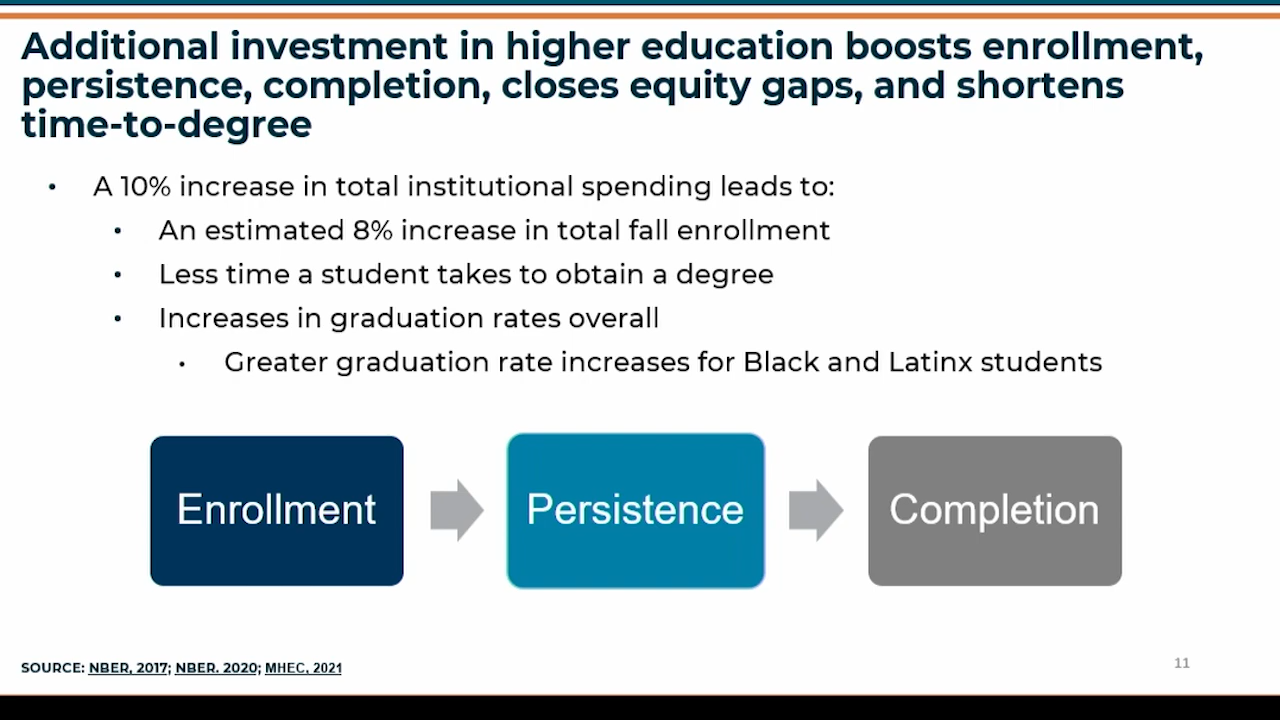 Additional investment in higher education boosts enrollment,
persistence, completion, closes equity gaps, and shortens
time-to-degree
• A 10% increase in total institutional spending leads to:
• An estimated 8% increase in total fall enrollment
• Less time a student takes to obtain a degree
• Increases in graduation rates overall
• Greater graduation rate increases for Black and Latinx students
Enrollment Persistence Completion
SOURCE: NBER, 2017; NBER. 2020; MHEC, 2021
11